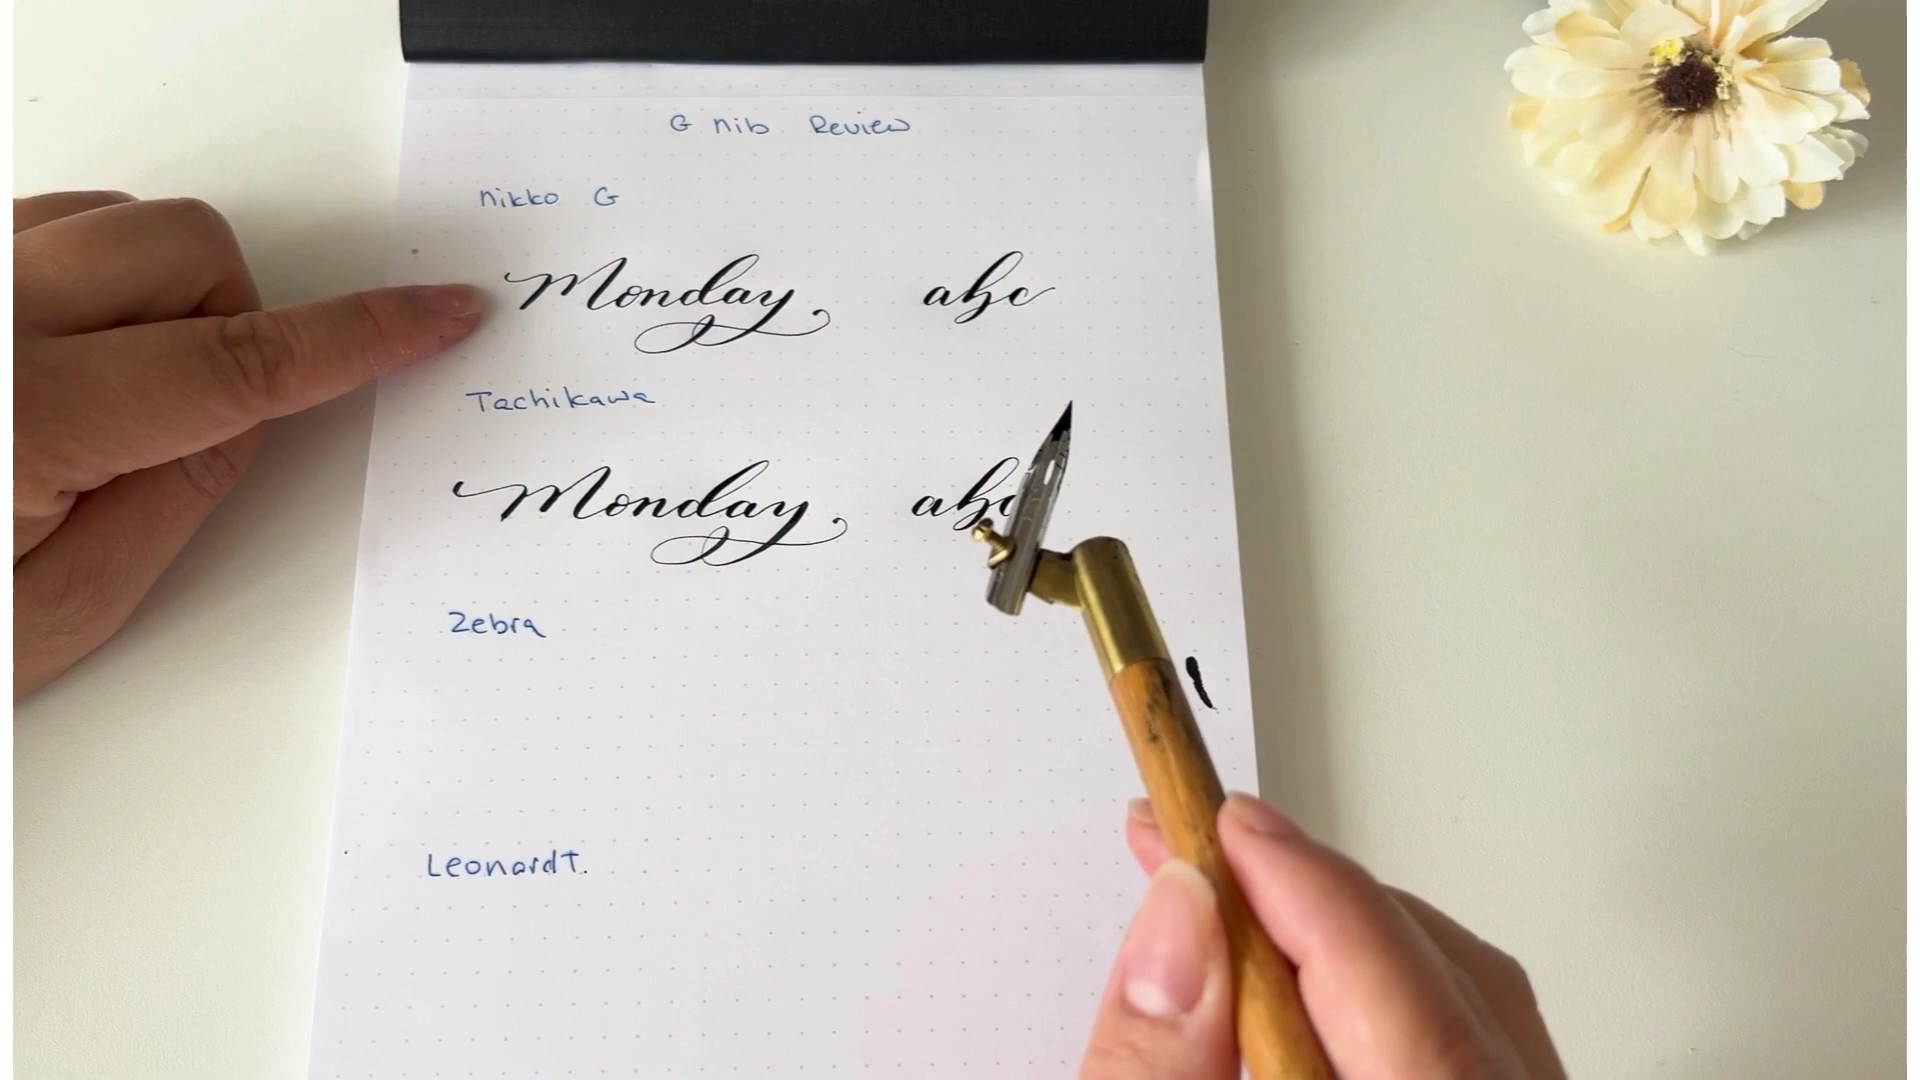 G nib Review
Nikko G
Monday abc
Tachikawa
Monday abc
Zebra
Leonardt.